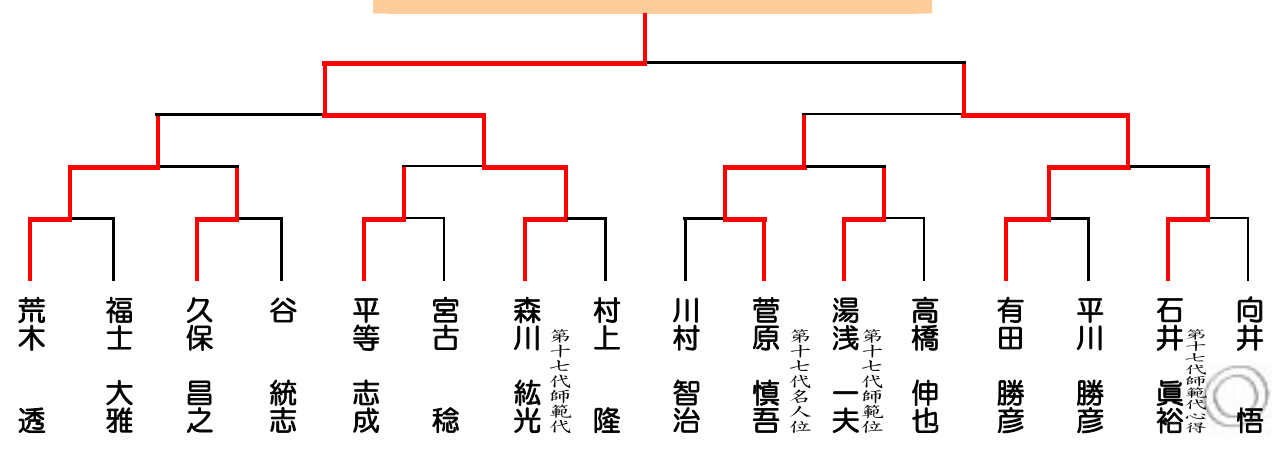 荒木 透
福士 大雅
久保 昌之
谷 統志
平等 志成
宮古 稔
森川 紘光
第十七代師範代
村上 隆
川村 智治
菅原 慎吾
第十七代名人位
湯浅 一夫
第十七代師範位
高橋 伸也
有田 勝彦
平川 勝彦
石井 眞裕
第十七代師範代心得
向井 悟